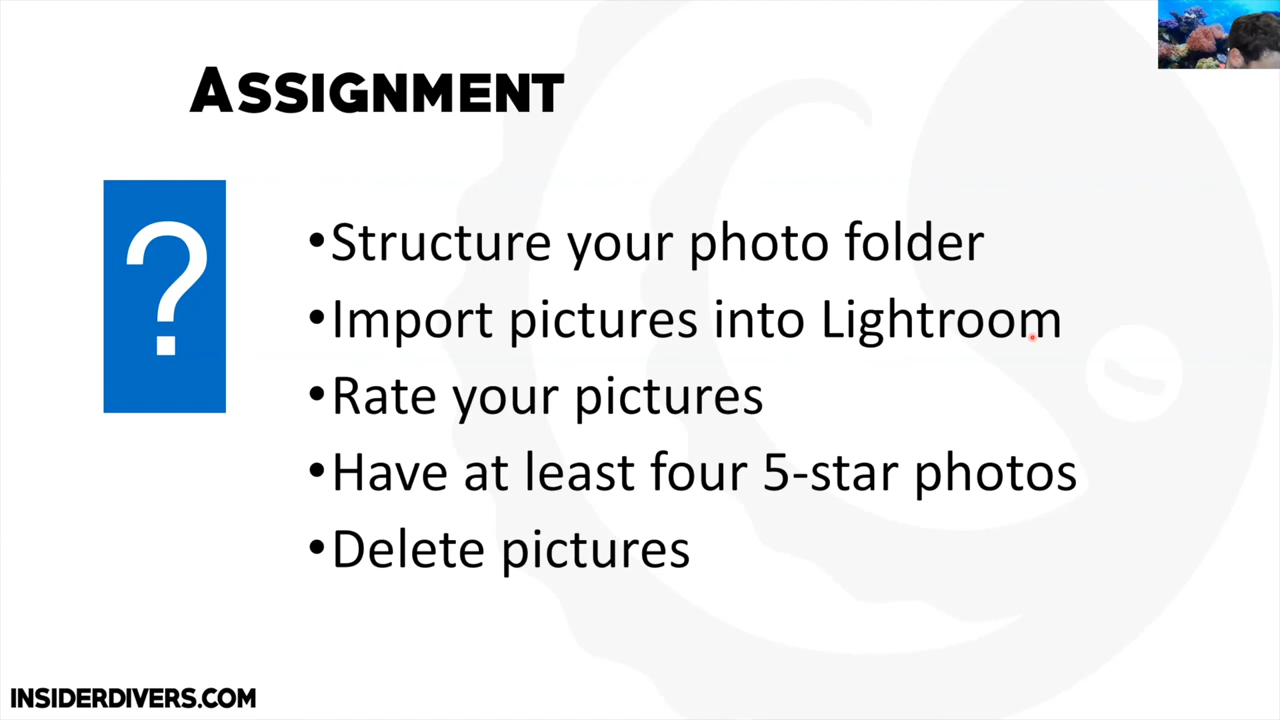 ASSIGNMENT
?
•Structure your photo folder
•Import pictures into Lightroom
•Rate your pictures
•Have at least four 5-star photos
•Delete pictures
INSIDERDIVERS.COM